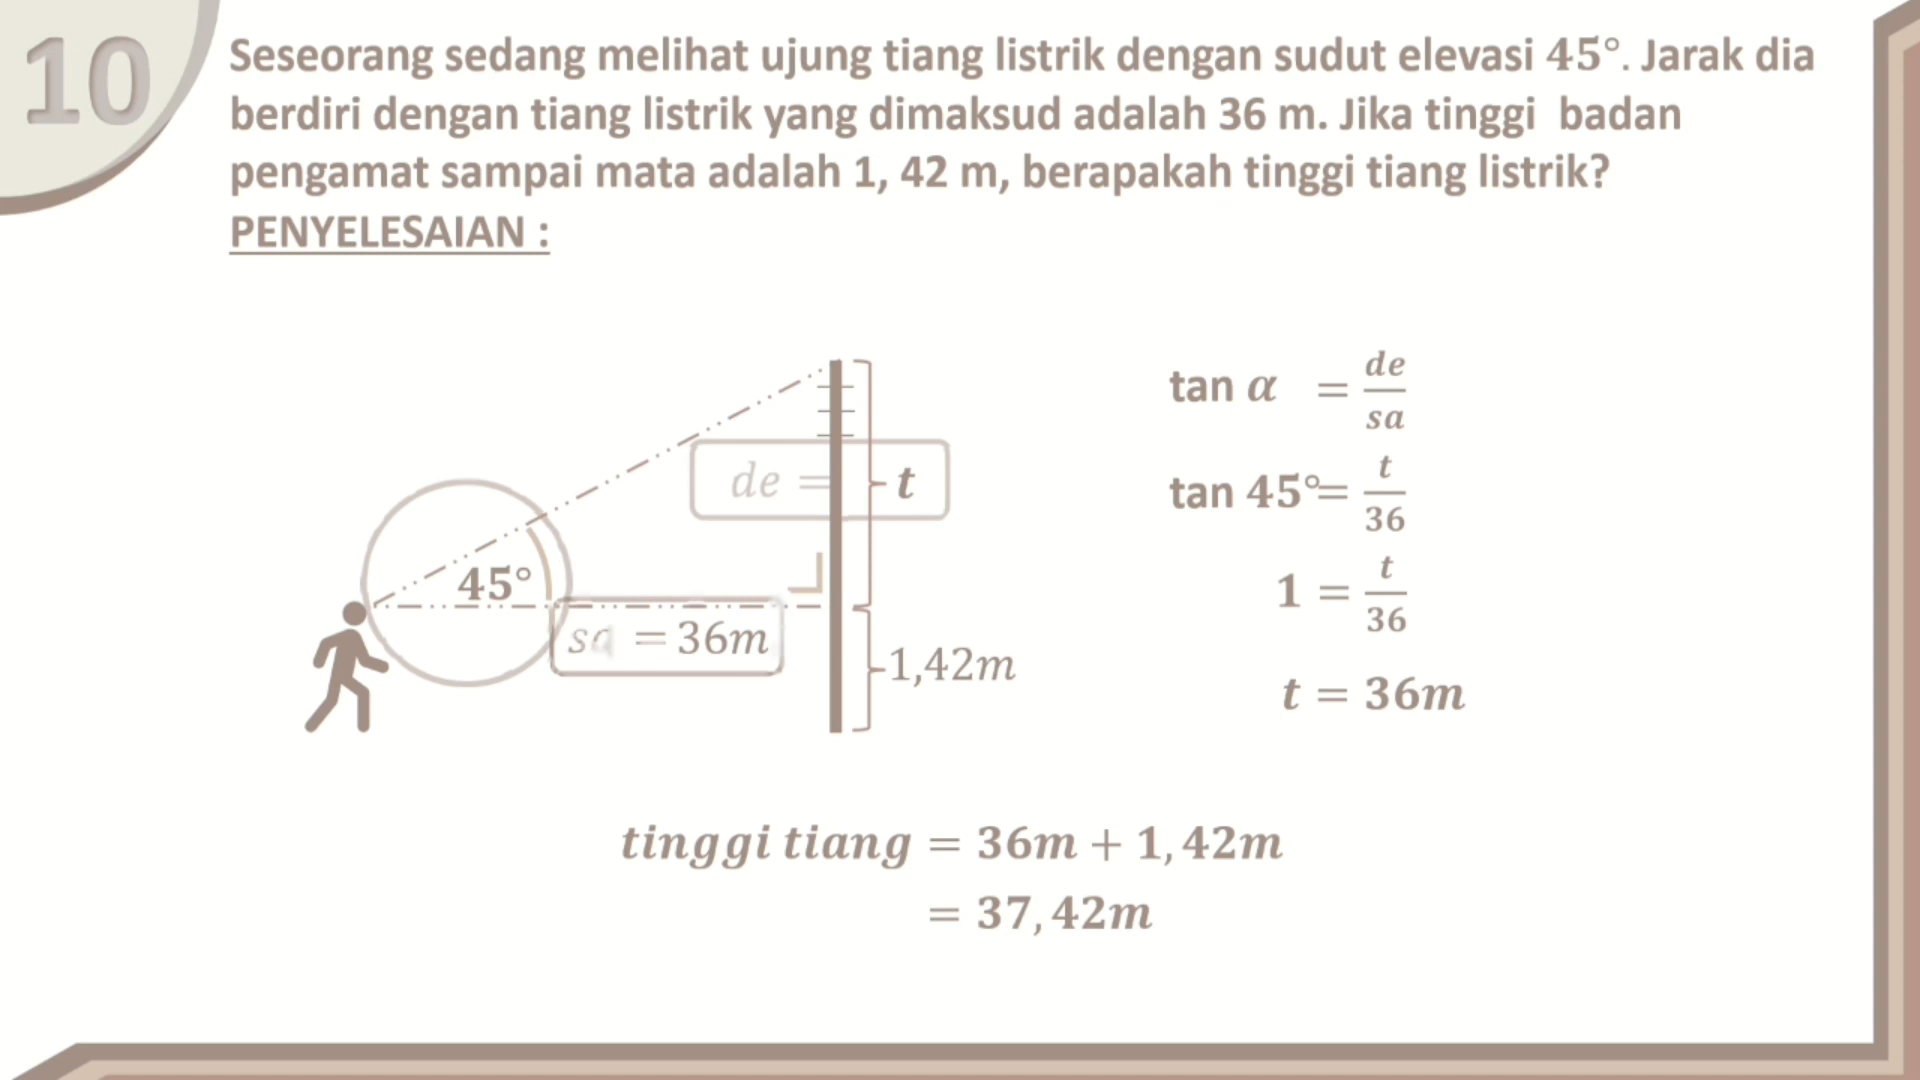 10
Seseorang sedang melihat ujung tiang listrik dengan sudut elevasi 45°. Jarak dia
berdiri dengan tiang listrik yang dimaksud adalah 36 m. Jika tinggi badan
pengamat sampai mata adalah 1, 42 m, berapakah tinggi tiang listrik?
PENYELESAIAN :
de = t
45°
sa = 36m
1,42m
tan α = de/sa
tan 45° = t/36
1 = t/36
t = 36m
tinggi tiang = 36m + 1, 42m
= 37, 42m